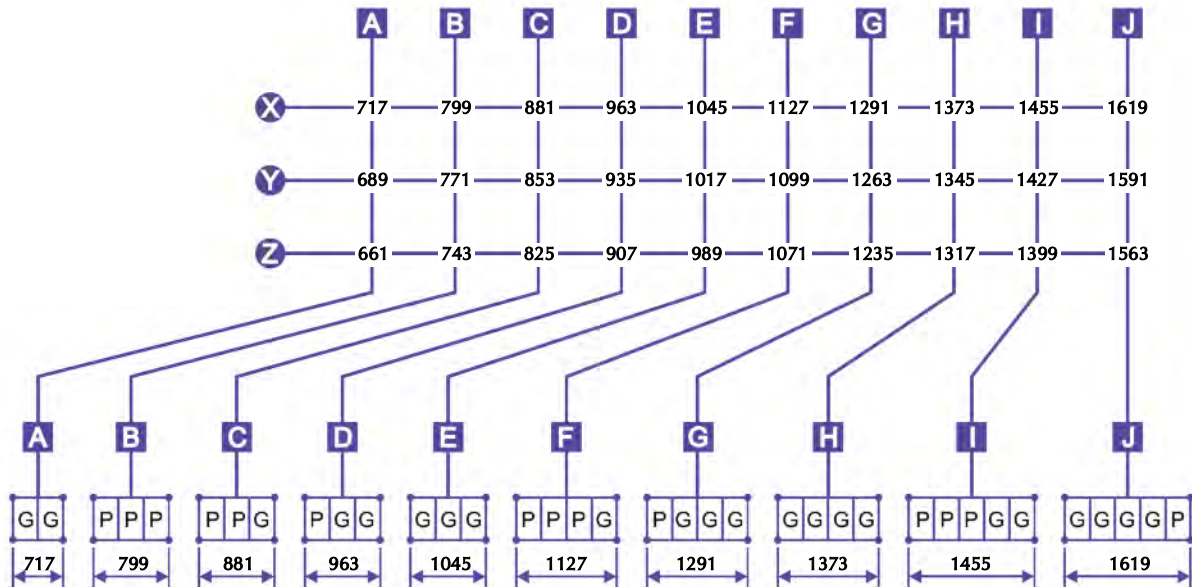 A B C D E F G H I J
X 717 799 881 963 1045 1127 1291 1373 1455 1619
Y 689 771 853 935 1017 1099 1263 1345 1427 1591
Z 661 743 825 907 989 1071 1235 1317 1399 1563
A B C D E F G H I J
G G P P P P P G P G G G G G P P P G P G G G G G G G P P P G G G G G G P
717 799 881 963 1045 1127 1291 1373 1455 1619